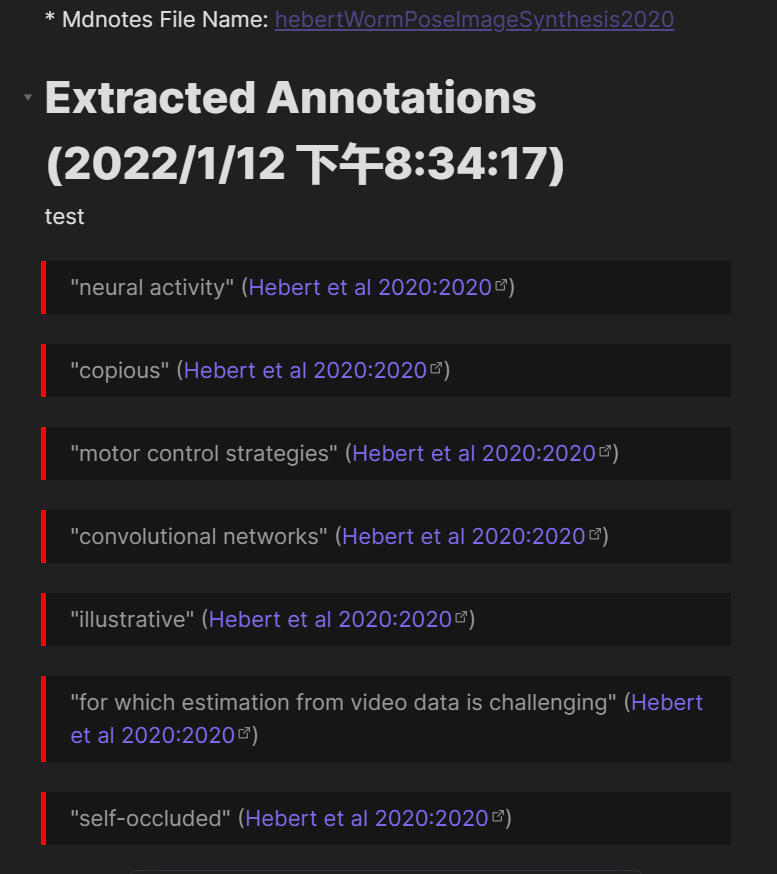 * Mdnotes File Name: hebertWormPoseImageSynthesis2020
Extracted Annotations
(2022/1/12 下午8:34:17)
test
"neural activity" (Hebert et al 2020:2020)
"copious" (Hebert et al 2020:2020)
"motor control strategies" (Hebert et al 2020:2020)
"convolutional networks" (Hebert et al 2020:2020)
"illustrative" (Hebert et al 2020:2020)
"for which estimation from video data is challenging" (Hebert
et al 2020:2020)
"self-occluded" (Hebert et al 2020:2020)